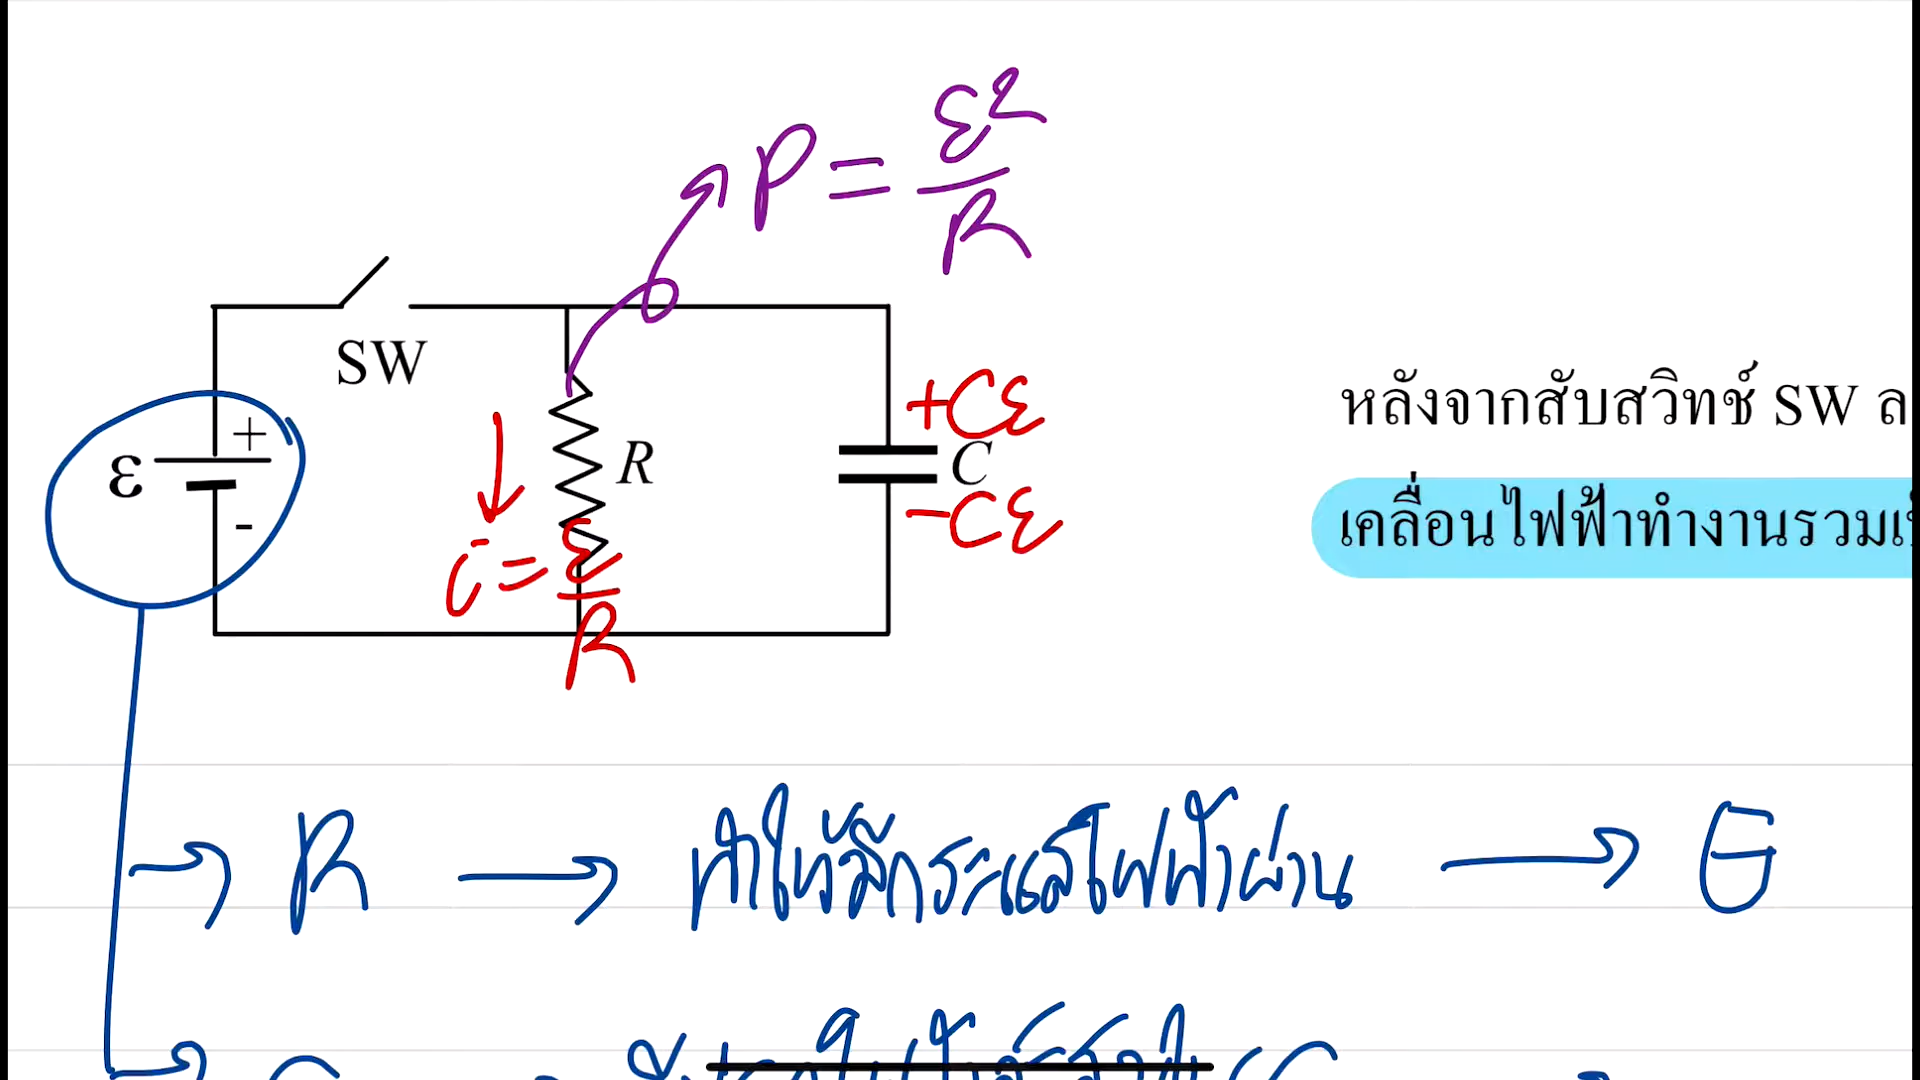 P = ε²/R
SW
+
ε
-
R
i = ε/R
+Cε
C
-Cε
หลังจากสับสวิทช์ SW ล
เคลื่อนไฟฟ้าทำงานรวมเ
→ R → ทำให้มีกระแสไฟฟ้าผ่าน →